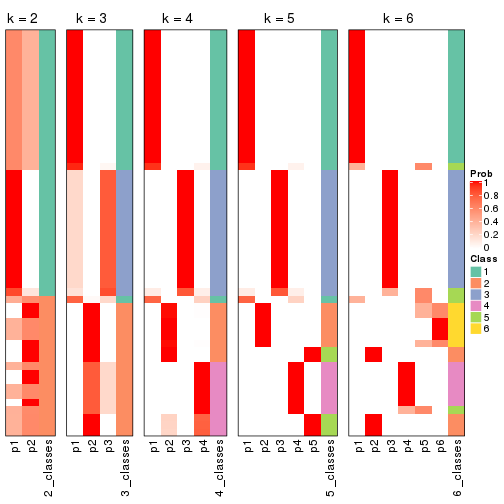 k = 2
k = 3
k = 4
k = 5
k = 6
Prob
1
0.8
0.6
0.4
0.2
0
Class
1
2
3
4
5
6
p1
p2
2_classes
p1
p2
p3
3_classes
p1
p2
p3
p4
4_classes
p1
p2
p3
p4
p5
5_classes
p1
p2
p3
p4
p5
p6
6_classes